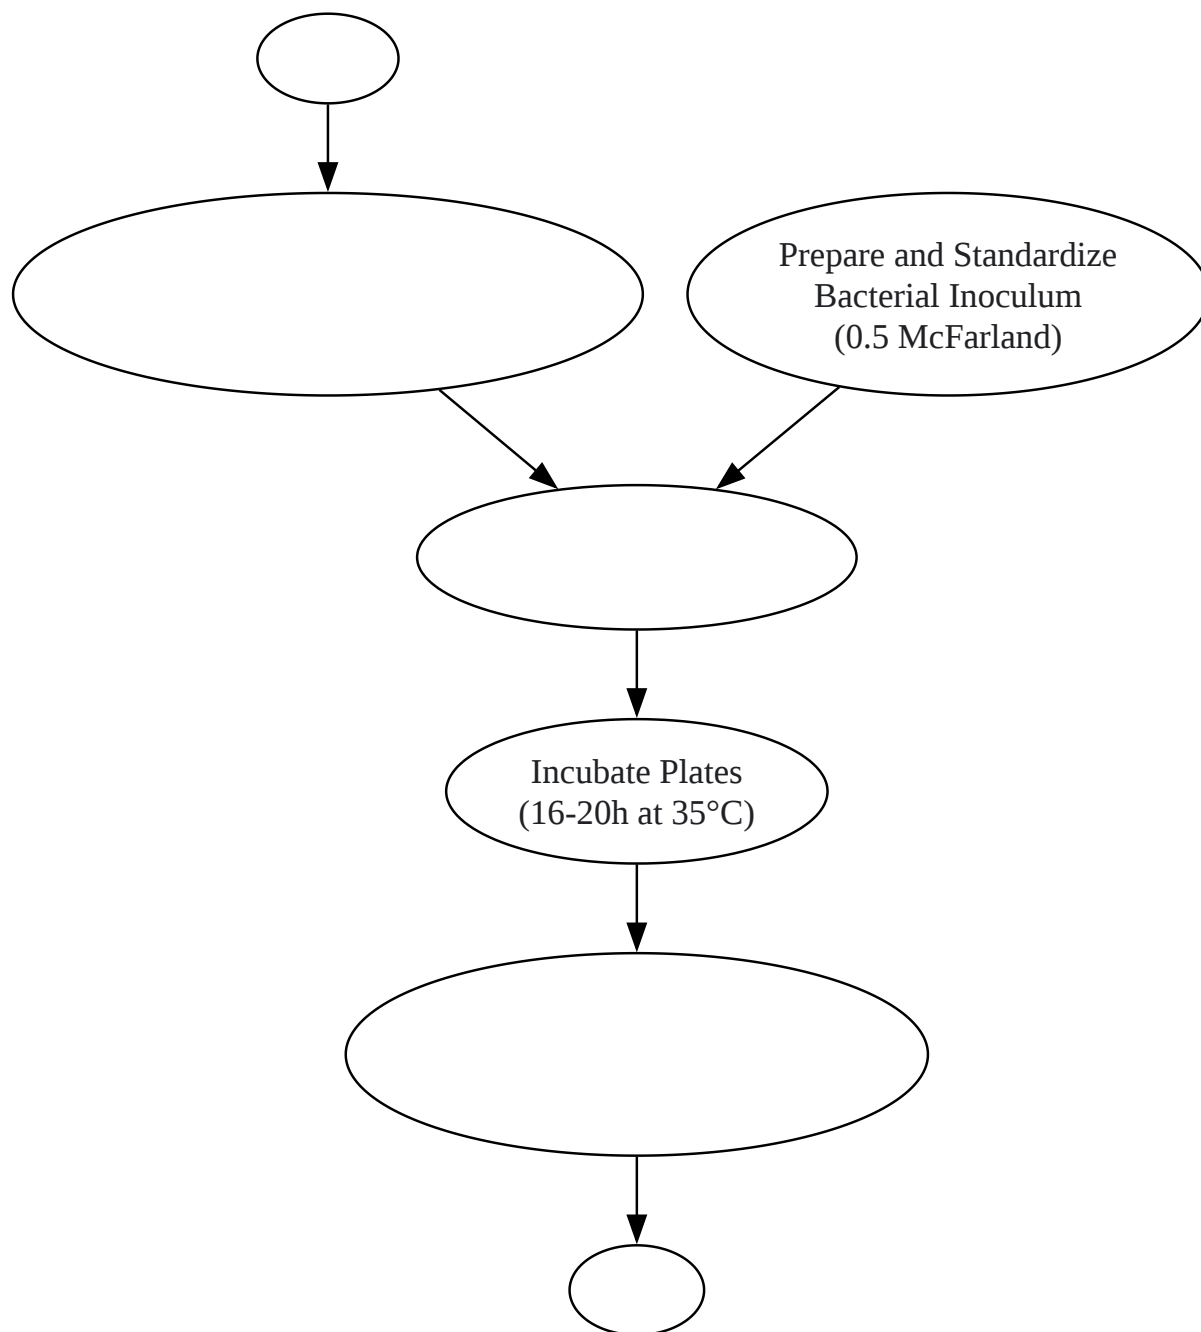 Prepare and Standardize
Bacterial Inoculum
(0.5 McFarland)
Incubate Plates
(16-20h at 35°C)